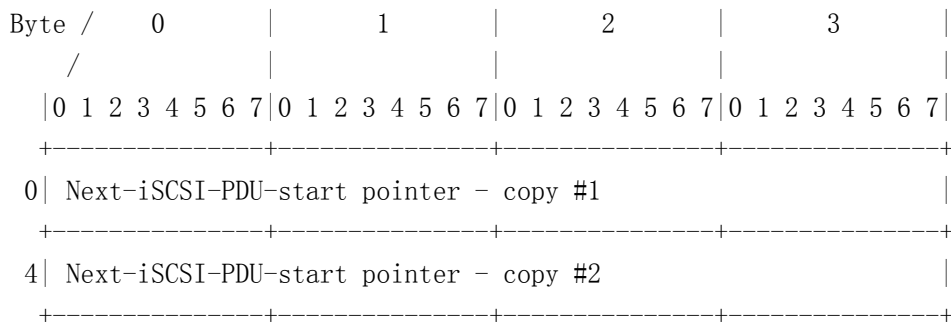 Byte /    0       |       1       |       2       |       3       |
   /              |               |               |               |
  |0 1 2 3 4 5 6 7|0 1 2 3 4 5 6 7|0 1 2 3 4 5 6 7|0 1 2 3 4 5 6 7|
  +---------------+---------------+---------------+---------------+
 0| Next-iSCSI-PDU-start pointer - copy #1                        |
  +---------------+---------------+---------------+---------------+
 4| Next-iSCSI-PDU-start pointer - copy #2                        |
  +---------------+---------------+---------------+---------------+